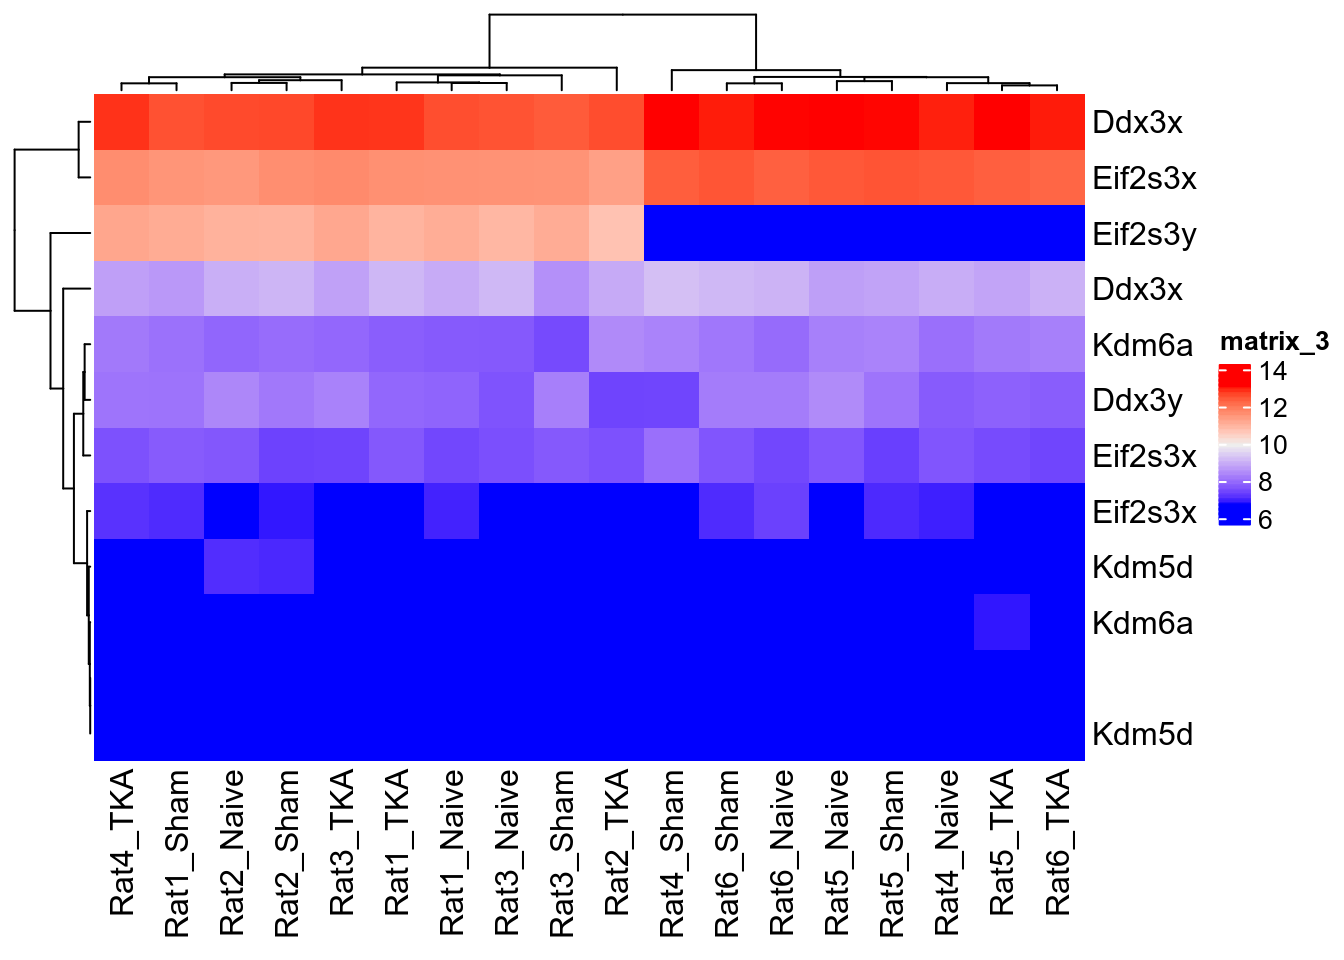 Ddx3x
Eif2s3x
Eif2s3y
Ddx3x
Kdm6a
Ddx3y
Eif2s3x
Eif2s3x
Kdm5d
Kdm6a
Kdm5d
matrix_3
14
12
10
8
6
Rat4_TKA
Rat1_Sham
Rat2_Naive
Rat2_Sham
Rat3_TKA
Rat1_TKA
Rat1_Naive
Rat3_Naive
Rat3_Sham
Rat2_TKA
Rat4_Sham
Rat6_Sham
Rat6_Naive
Rat5_Naive
Rat5_Sham
Rat4_Naive
Rat5_TKA
Rat6_TKA